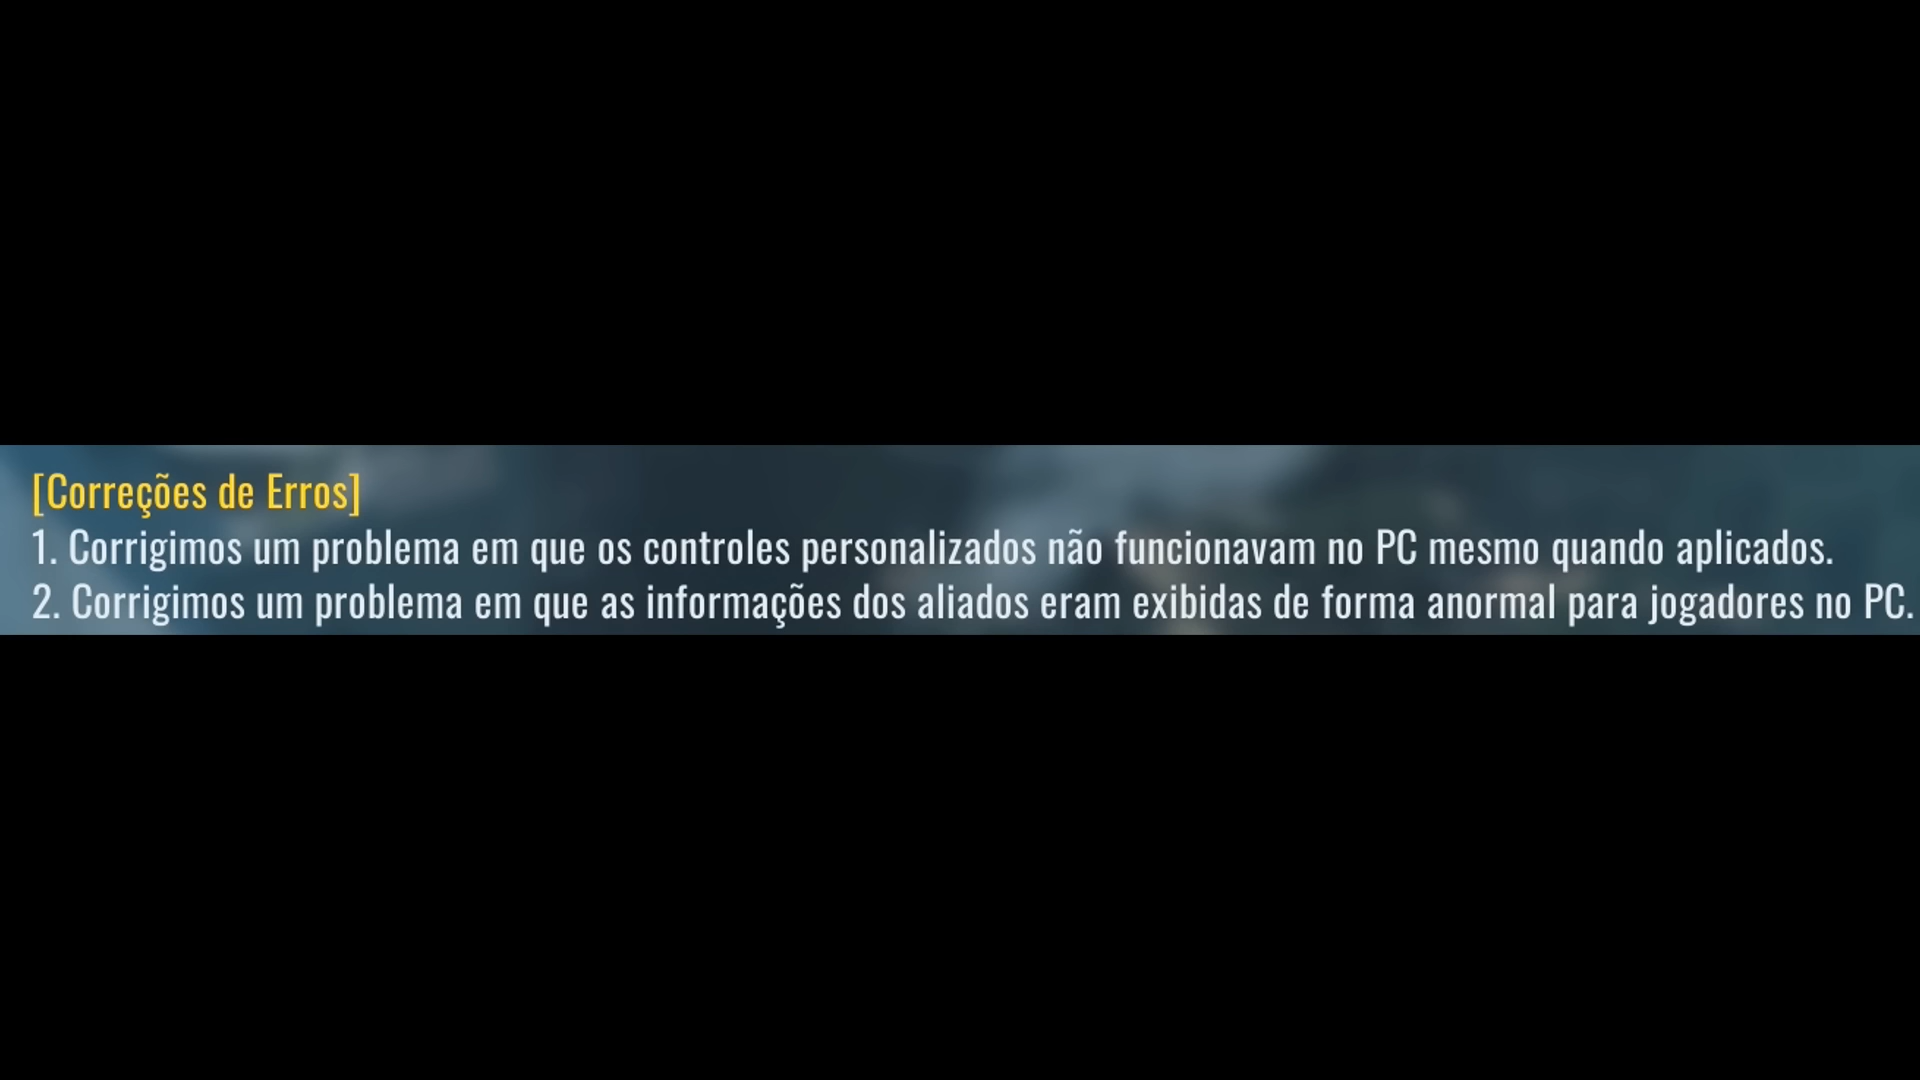 [Correções de Erros]
1. Corrigimos um problema em que os controles personalizados não funcionavam no PC mesmo quando aplicados.
2. Corrigimos um problema em que as informações dos aliados eram exibidas de forma anormal para jogadores no PC.